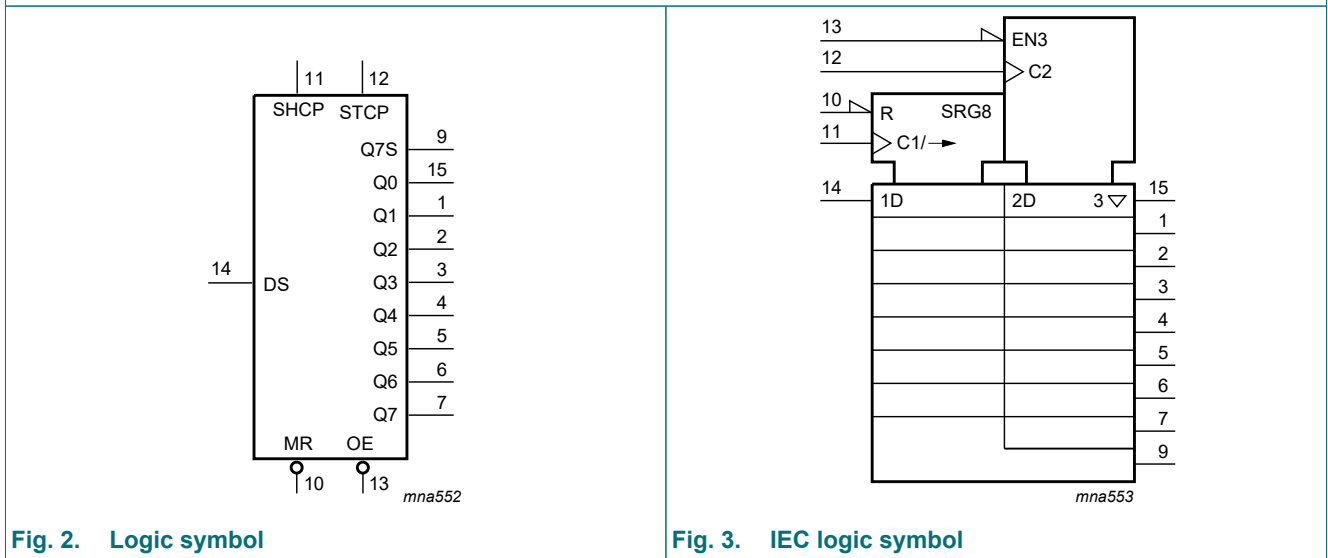 11 12
SHCP STCP
Q7S 9
Q0 15
Q1 1
Q2 2
14 DS Q3 3
Q4 4
Q5 5
Q6 6
Q7 7
MR OE
10 13
mna552
Fig. 2. Logic symbol
13 EN3
12 C2
10 R SRG8
11 C1/→
14 1D 2D 3 ▽ 15
1
2
3
4
5
6
7
9
mna553
Fig. 3. IEC logic symbol